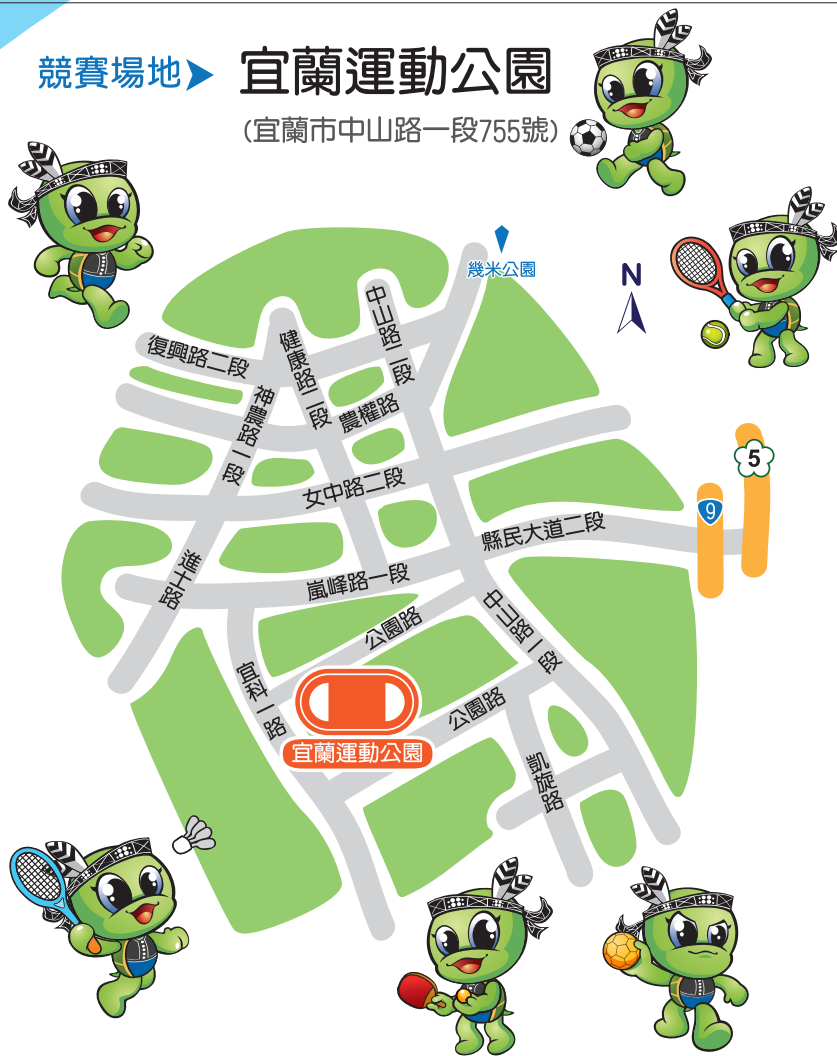 競賽場地
宜蘭運動公園
(宜蘭市中山路一段755號)
幾米公園
N
中山路二段
健康路二段
復興路二段
神農路一段
農權路
5
9
女中路二段
縣民大道二段
進士路
嵐峰路一段
公園路
中山路一段
宜科一路
公園路
宜蘭運動公園
凱旋路